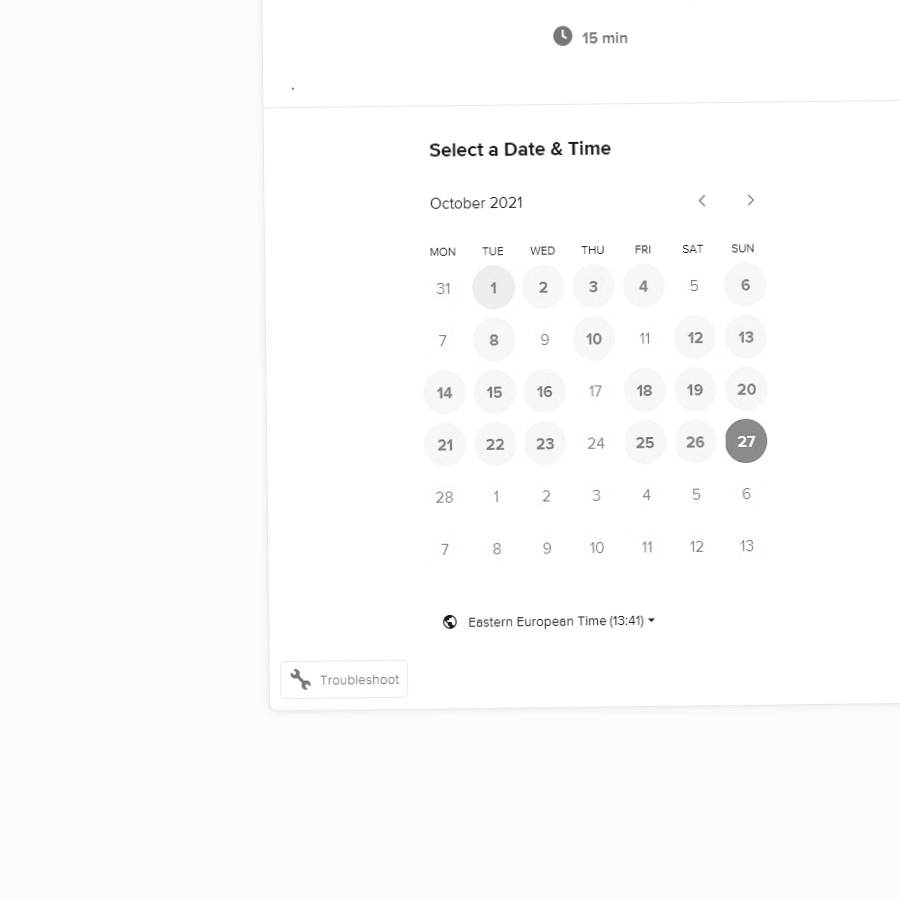 15 min
.
Select a Date & Time
October 2021
MON TUE WED THU FRI SAT SUN
31 1 2 3 4 5 6
7 8 9 10 11 12 13
14 15 16 17 18 19 20
21 22 23 24 25 26 27
28 1 2 3 4 5 6
7 8 9 10 11 12 13
Eastern European Time (13:41)
Troubleshoot